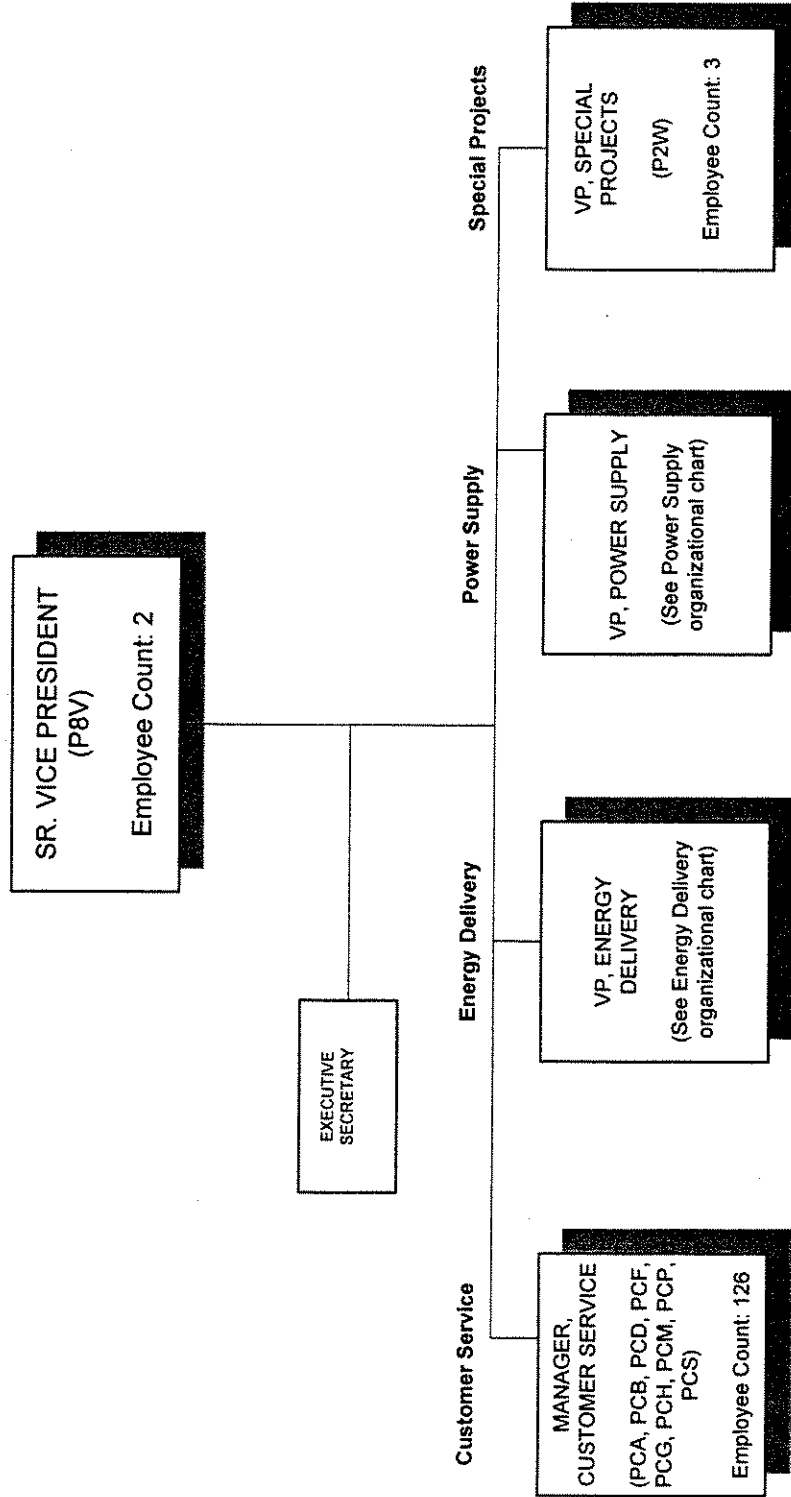 SR. VICE PRESIDENT
(P8V)
Employee Count: 2
EXECUTIVE
SECRETARY
Customer Service
Energy Delivery
Power Supply
Special Projects
MANAGER,
CUSTOMER SERVICE
(PCA, PCB, PCD, PCF,
PCG, PCH, PCM, PCP,
PCS)
Employee Count: 126
VP, ENERGY
DELIVERY
(See Energy Delivery
organizational chart)
VP, POWER SUPPLY
(See Power Supply
organizational chart)
VP, SPECIAL
PROJECTS
(P2W)
Employee Count: 3